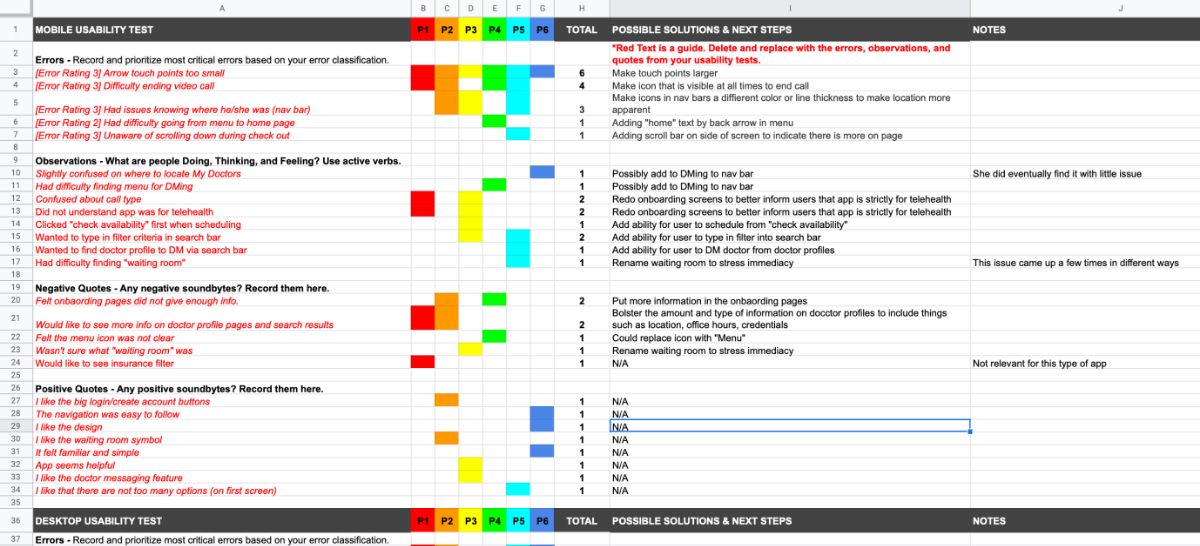 A B C D E F G H I J
1 MOBILE USABILITY TEST P1 P2 P3 P4 P5 P6 TOTAL POSSIBLE SOLUTIONS & NEXT STEPS NOTES
*Red Text is a guide. Delete and replace with the errors, observations, and
2 Errors - Record and prioritize most critical errors based on your error classification. quotes from your usability tests.
3 [Error Rating 3] Arrow touch points too small 6 Make touch points larger
4 [Error Rating 3] Difficulty ending video call 4 Make icon that is visible at all times to end call
Make icons in nav bars a diffierent color or line thickness to make location more
5 [Error Rating 3] Had issues knowing where he/she was (nav bar) 3 apparent
6 [Error Rating 2] Had difficulty going from menu to home page 1 Adding "home" text by back arrow in menu
7 [Error Rating 3] Unaware of scrolling down during check out 1 Adding scroll bar on side of screen to indicate there is more on page
8
9 Observations - What are people Doing, Thinking, and Feeling? Use active verbs.
10 Slightly confused on where to locate My Doctors 1 Possibly add to DMing to nav bar She did eventually find it with little issue
11 Had difficulty finding menu for DMing 1 Possibly add to DMing to nav bar
12 Confused about call type 2 Redo onboarding screens to better inform users that app is strictly for telehealth
13 Did not understand app was for telehealth 2 Redo onboarding screens to better inform users that app is strictly for telehealth
14 Clicked "check availability" first when scheduling 1 Add ability for user to schedule from "check availability"
15 Wanted to type in filter criteria in search bar 2 Add ability for user to type in filter into search bar
16 Wanted to find doctor profile to DM via search bar 1 Add ability for user to DM doctor from doctor profiles
17 Had difficulty finding "waiting room" 1 Rename waiting room to stress immediacy This issue came up a few times in different ways
18
19 Negative Quotes - Any negative soundbytes? Record them here.
20 Felt onbaording pages did not give enough info. 2 Put more information in the onbaording pages
Bolster the amount and type of information on docctor profiles to include things
21 Would like to see more info on doctor profile pages and search results 2 such as location, office hours, credentials
22 Felt the menu icon was not clear 1 Could replace icon with "Menu"
23 Wasn't sure what "waiting room" was 1 Rename waiting room to stress immediacy
24 Would like to see insurance filter 1 N/A Not relevant for this type of app
25
26 Positive Quotes - Any positive soundbytes? Record them here.
27 I like the big login/create account buttons 1 N/A
28 The navigation was easy to follow 1 N/A
29 I like the design 1 N/A
30 I like the waiting room symbol 1 N/A
31 It felt familiar and simple 1 N/A
32 App seems helpful 1 N/A
33 I like the doctor messaging feature 1 N/A
34 I like that there are not too many options (on first screen) 1 N/A
35
36 DESKTOP USABILITY TEST P1 P2 P3 P4 P5 P6 TOTAL POSSIBLE SOLUTIONS & NEXT STEPS NOTES
37 Errors - Record and prioritize most critical errors based on your error classification.